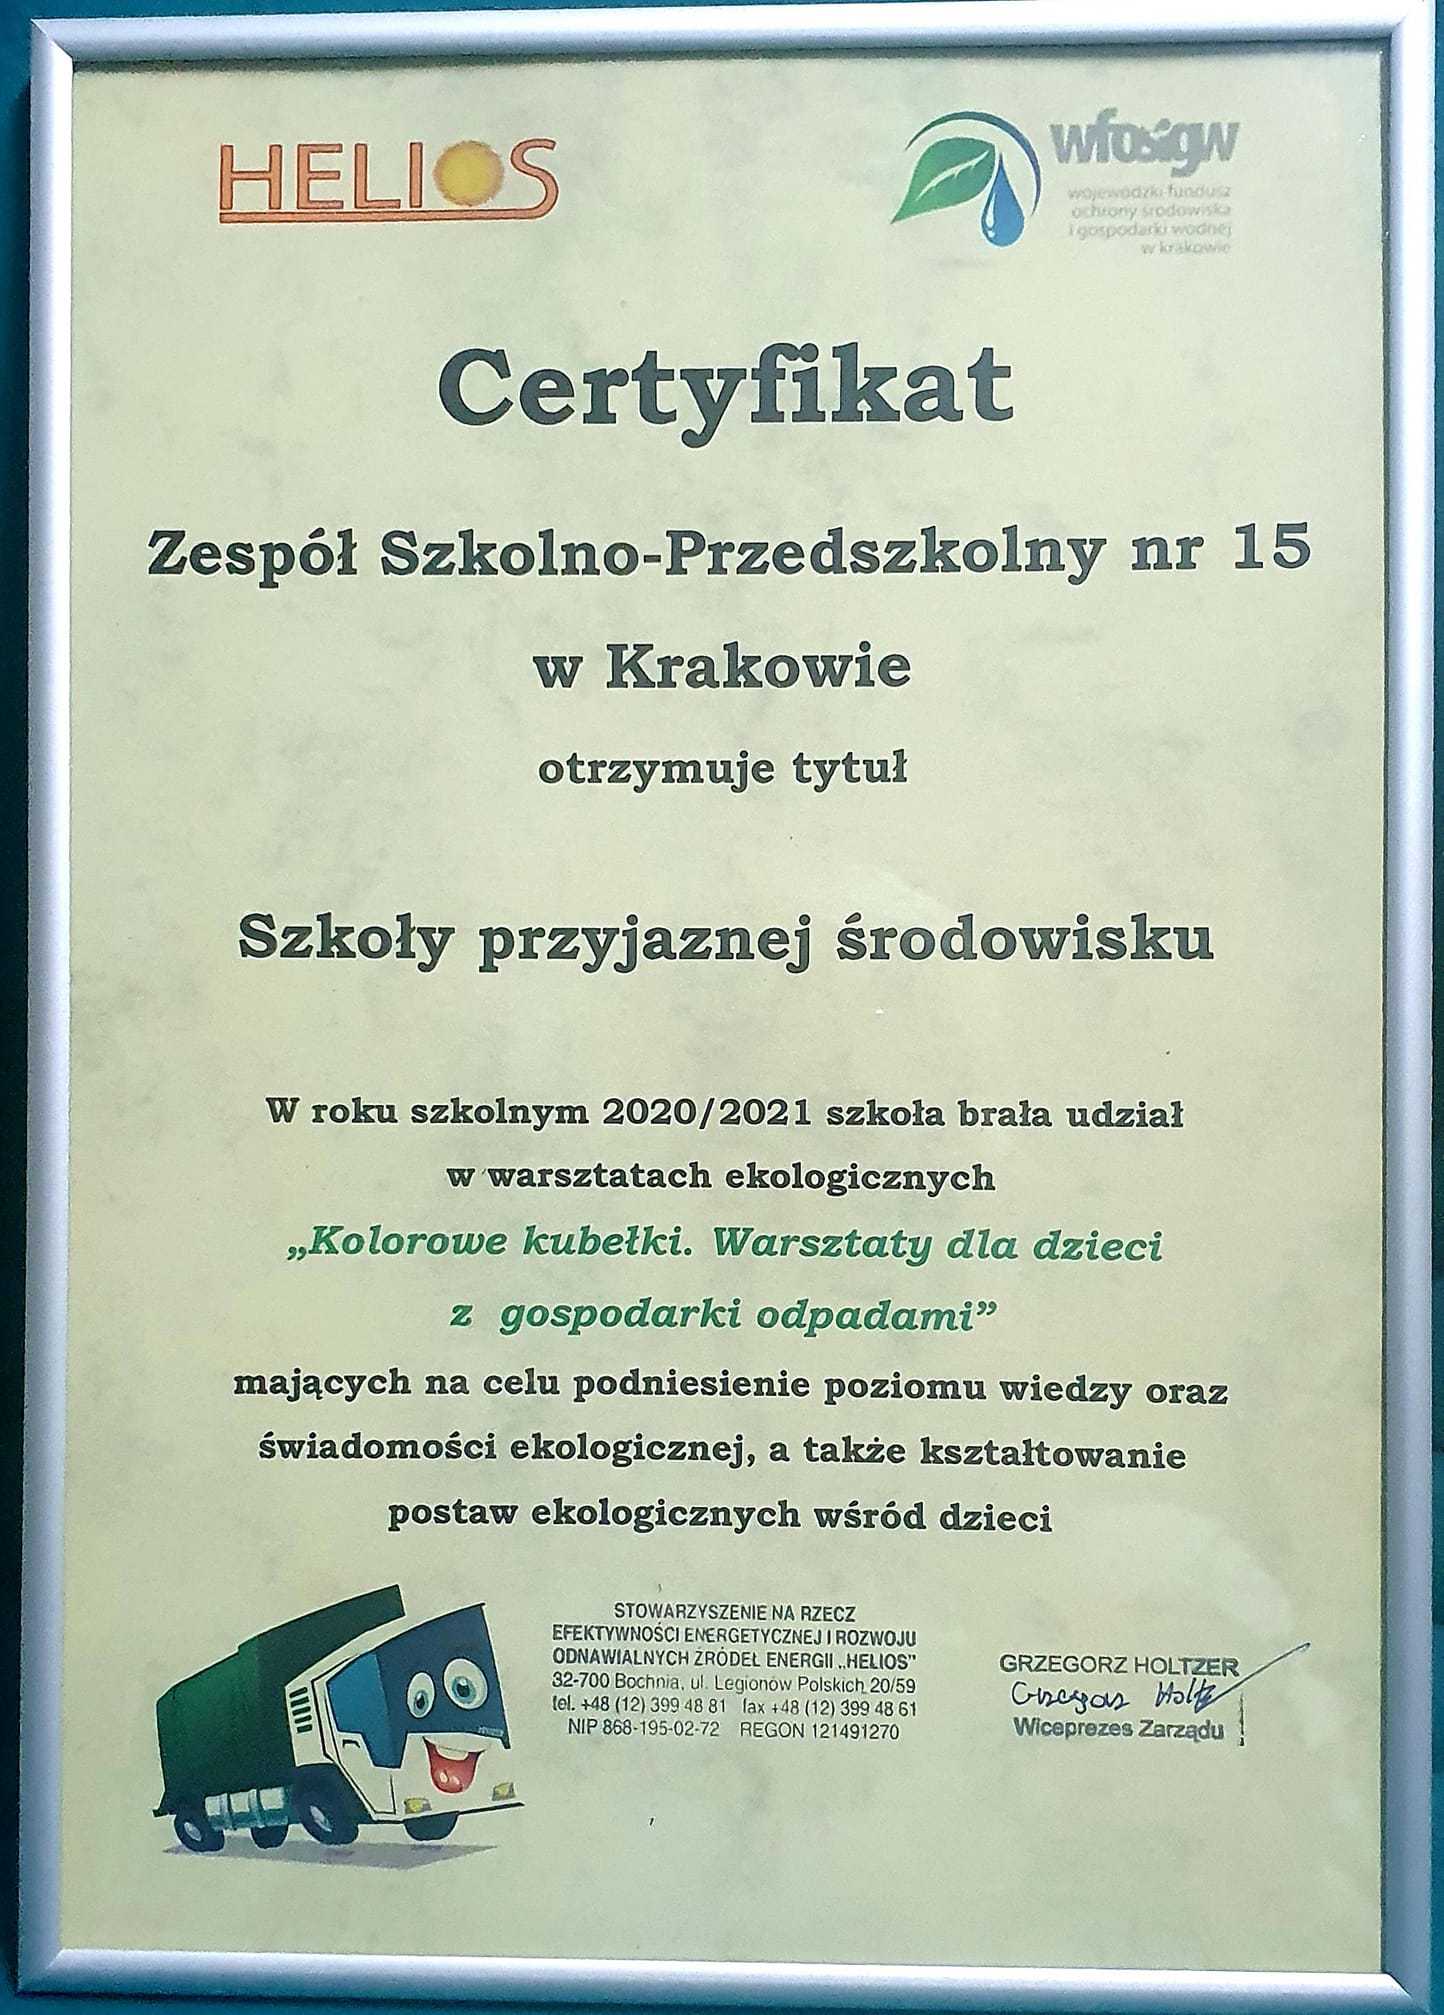 HELIOS
wfośigw
wojewódzki fundusz
ochrony środowiska
i gospodarki wodnej
w krakowie
Certyfikat
Zespół Szkolno-Przedszkolny nr 15
w Krakowie
otrzymuje tytuł
Szkoły przyjaznej środowisku
W roku szkolnym 2020/2021 szkoła brała udział
w warsztatach ekologicznych
„Kolorowe kubełki. Warsztaty dla dzieci
z gospodarki odpadami”
mających na celu podniesienie poziomu wiedzy oraz
świadomości ekologicznej, a także kształtowanie
postaw ekologicznych wśród dzieci
STOWARZYSZENIE NA RZECZ
EFEKTYWNOŚCI ENERGETYCZNEJ I ROZWOJU
ODNAWIALNYCH ŹRÓDEŁ ENERGII „HELIOS”
32-700 Bochnia, ul. Legionów Polskich 20/59
tel. +48 (12) 399 48 81 fax +48 (12) 399 48 61
NIP 868-195-02-72 REGON 121491270
GRZEGORZ HOLTZER
Grzegorz Holtz
Wiceprezes Zarządu